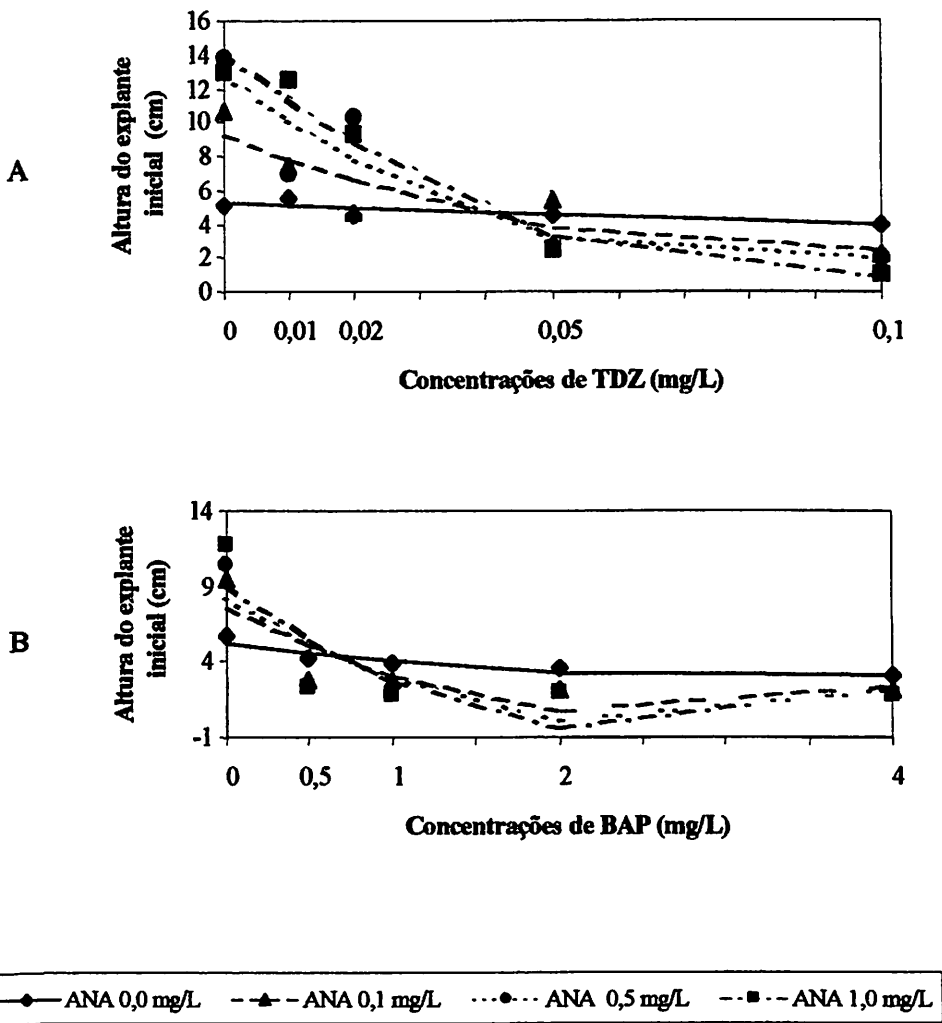 A
Altura do explante
inicial (cm)
16
14
12
10
8
6
4
2
0
0 0,01 0,02 0,05 0,1
Concentrações de TDZ (mg/L)
B
Altura do explante
inicial (cm)
14
9
4
-1
0 0,5 1 2 4
Concentrações de BAP (mg/L)
ANA 0,0 mg/L ANA 0,1 mg/L ANA 0,5 mg/L ANA 1,0 mg/L